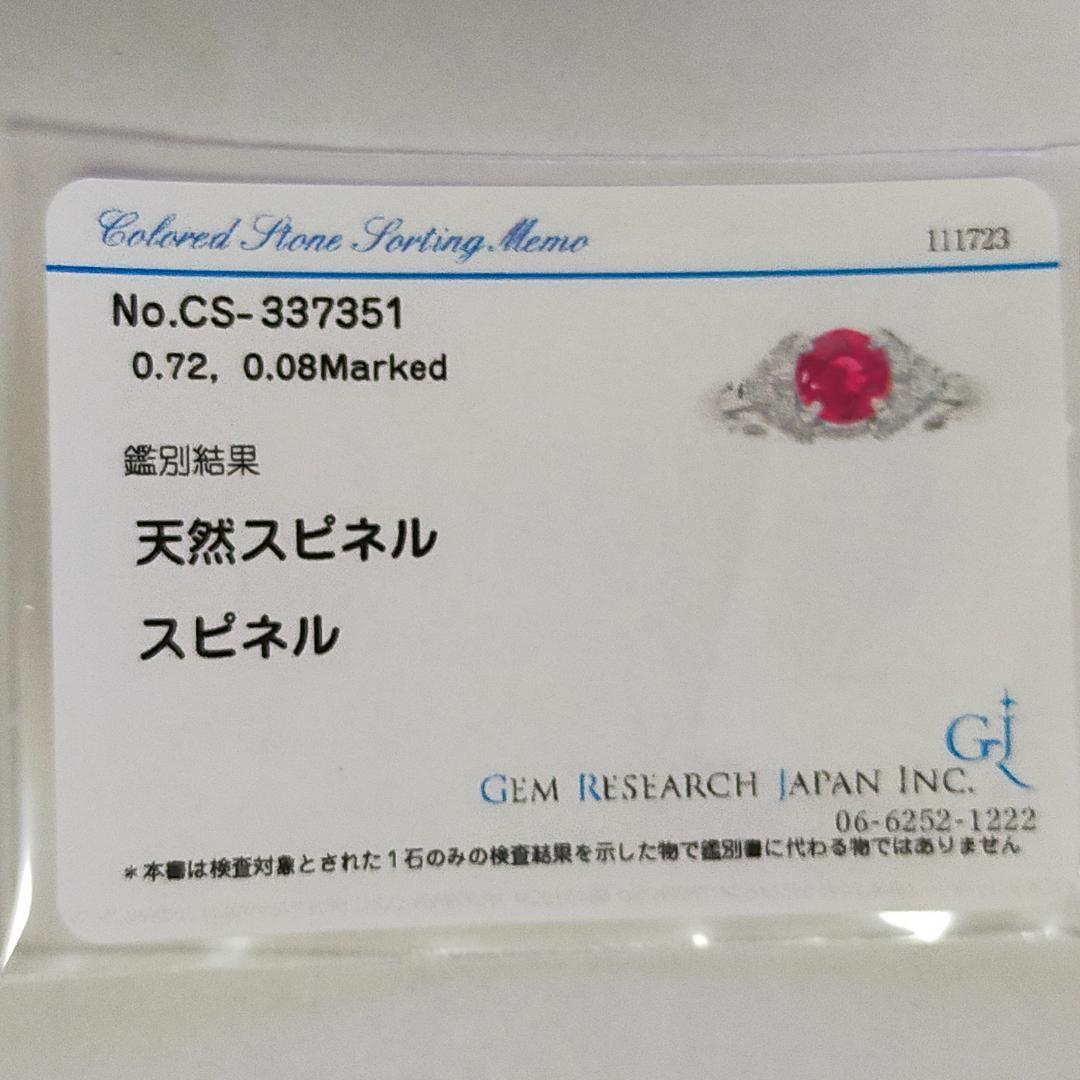 Colored Stone Sorting Memo
111723
No.CS-337351
0.72, 0.08Marked
鑑別結果
天然スピネル
スピネル
GJ
GEM RESEARCH JAPAN INC.
06-6252-1222
*本書は検査対象とされた1石のみの検査結果を示した物で鑑別書に代わる物ではありません